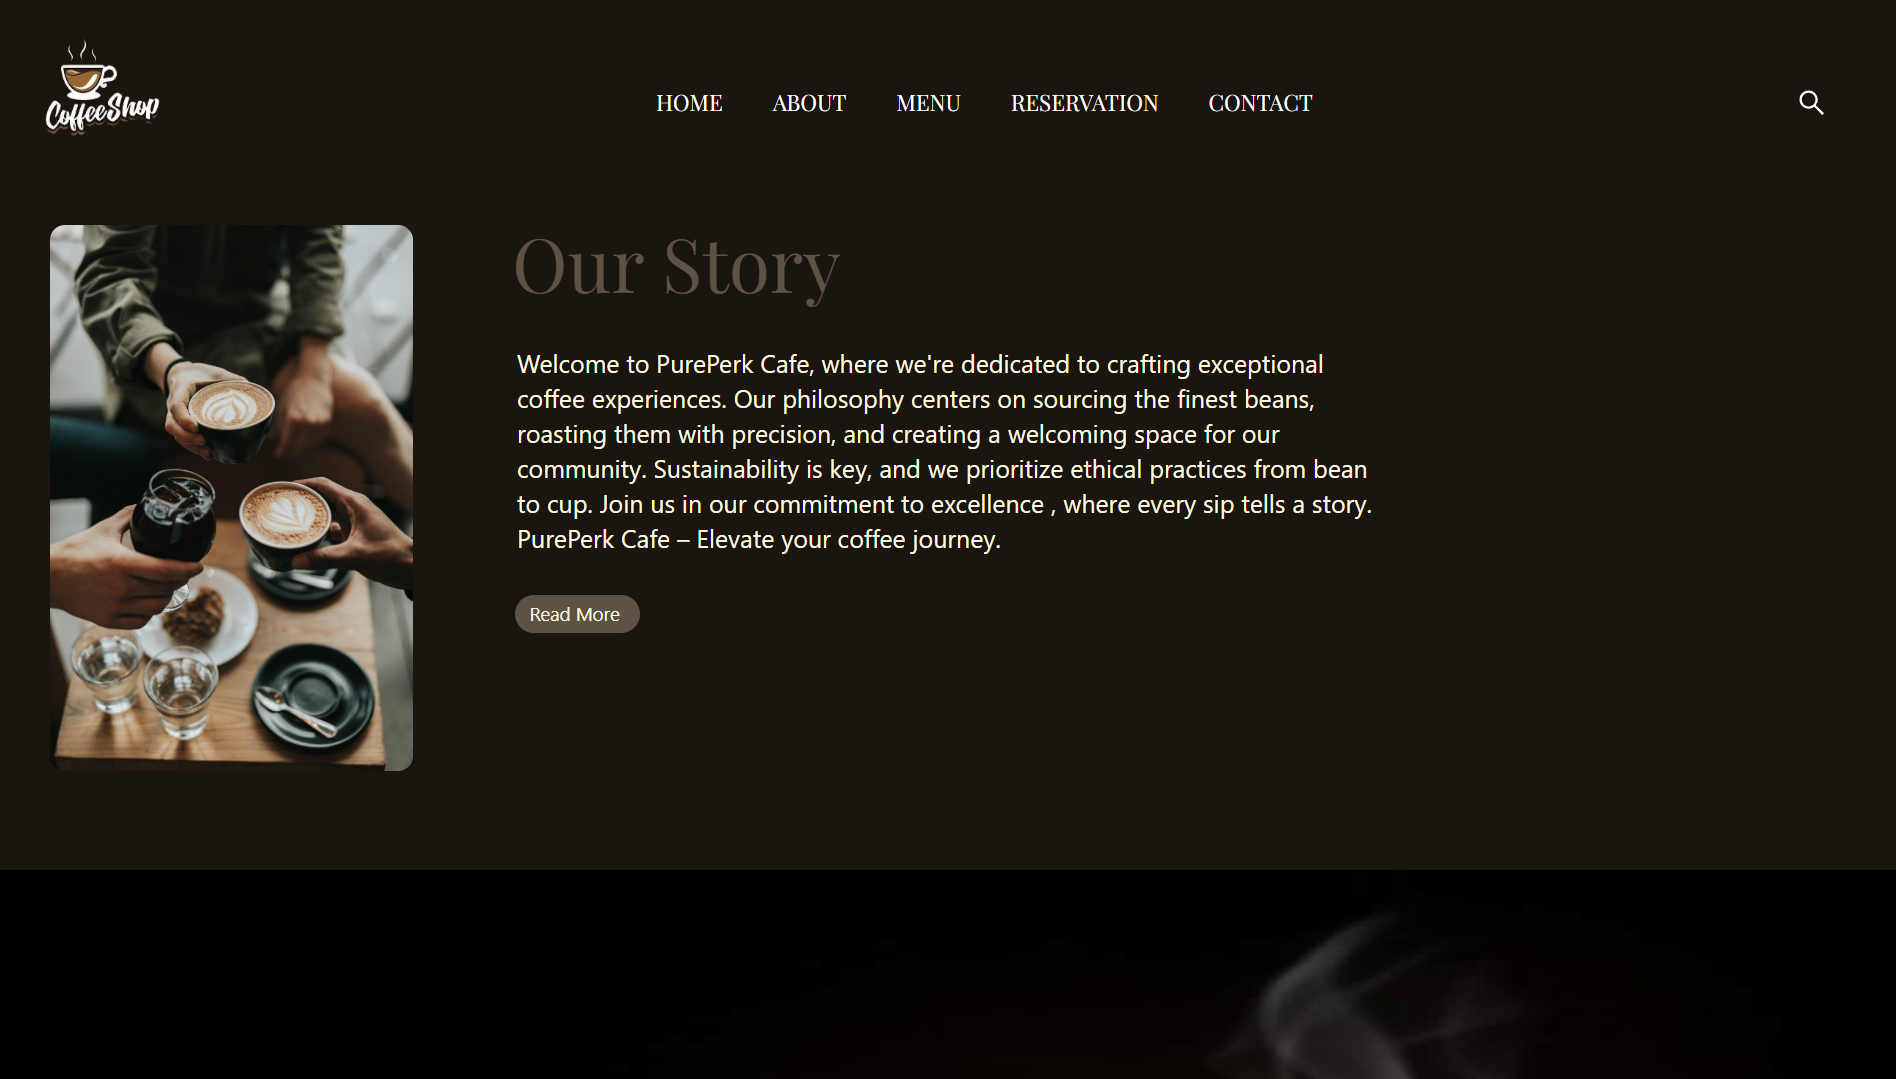 CoffeeShop
HOME ABOUT MENU RESERVATION CONTACT
Our Story
Welcome to PurePerk Cafe, where we're dedicated to crafting exceptional
coffee experiences. Our philosophy centers on sourcing the finest beans,
roasting them with precision, and creating a welcoming space for our
community. Sustainability is key, and we prioritize ethical practices from bean
to cup. Join us in our commitment to excellence , where every sip tells a story.
PurePerk Cafe – Elevate your coffee journey.
Read More